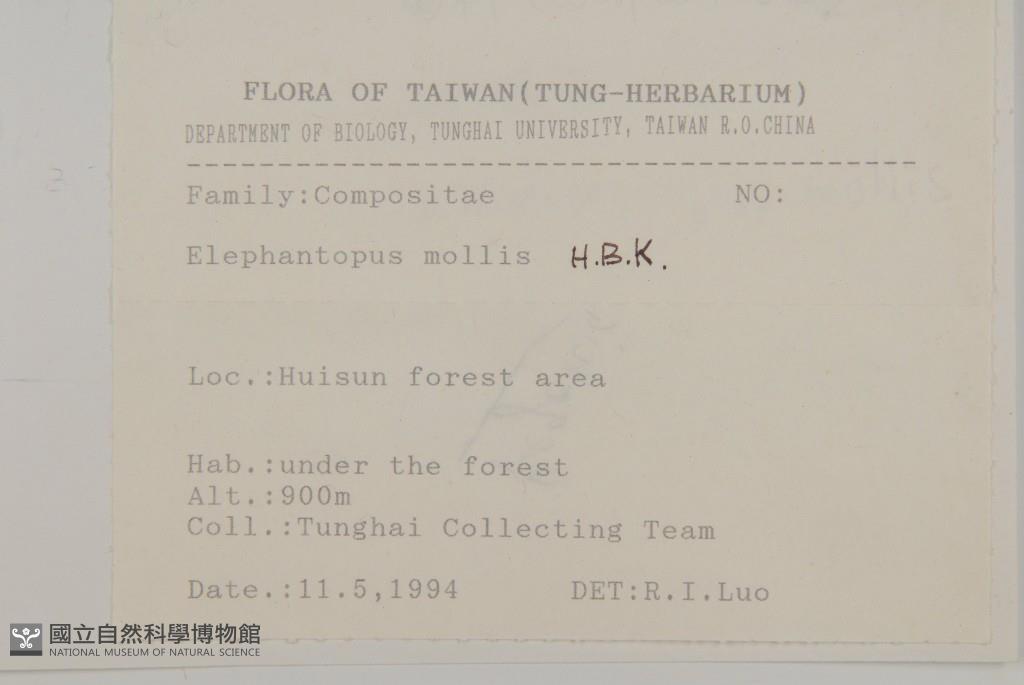 FLORA OF TAIWAN(TUNG-HERBARIUM)
DEPARTMENT OF BIOLOGY, TUNGHAI UNIVERSITY, TAIWAN R.O.CHINA
Family:Compositae NO:
Elephantopus mollis H.B.K.
Loc.:Huisun forest area
Hab.:under the forest
Alt.:900m
Coll.:Tunghai Collecting Team
Date.:11.5,1994 DET:R.I.Luo
國立自然科學博物館
NATIONAL MUSEUM OF NATURAL SCIENCE